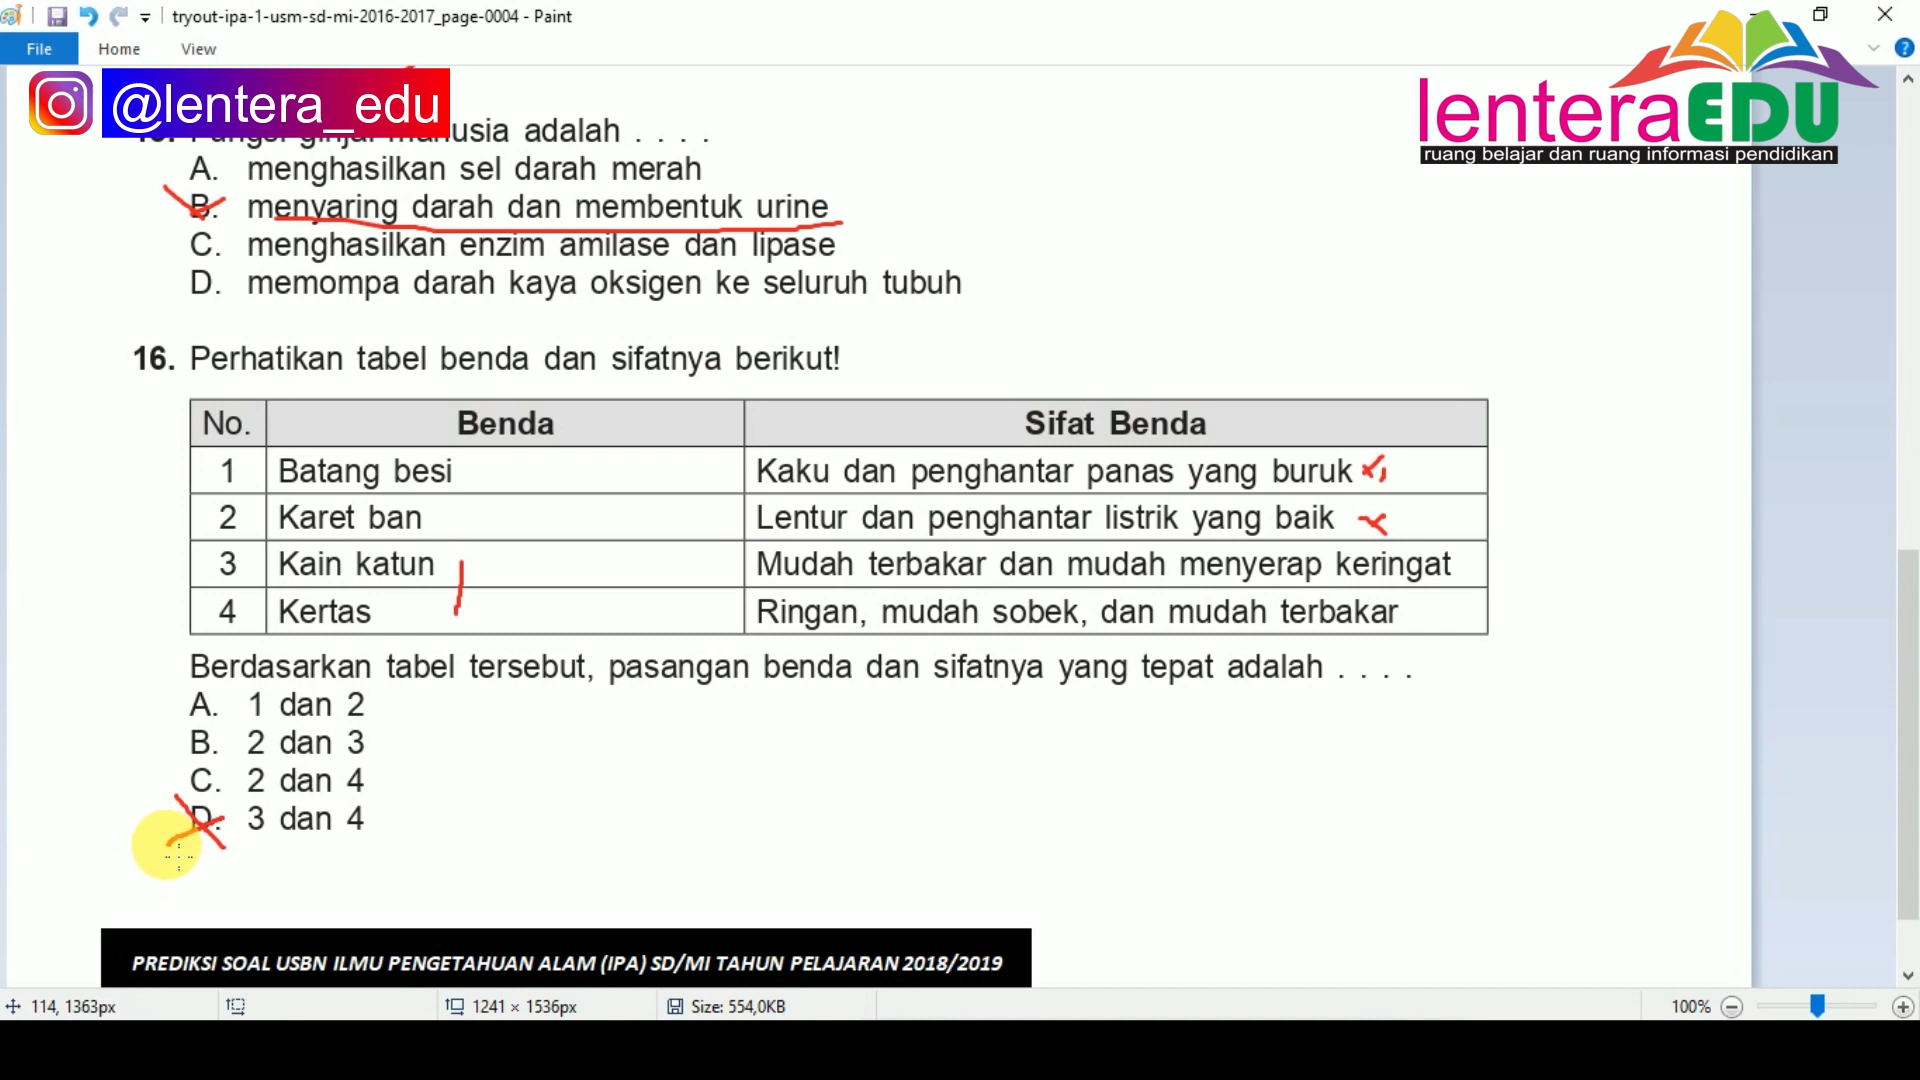 tryout-ipa-1-usm-sd-mi-2016-2017_page-0004 - Paint
File Home View
@lentera_edu
lenteraEDU
ruang belajar dan ruang informasi pendidikan
manusia adalah . . . .
A. menghasilkan sel darah merah
B. menyaring darah dan membentuk urine
C. menghasilkan enzim amilase dan lipase
D. memompa darah kaya oksigen ke seluruh tubuh
16. Perhatikan tabel benda dan sifatnya berikut!
No. Benda Sifat Benda
1 Batang besi Kaku dan penghantar panas yang buruk
2 Karet ban Lentur dan penghantar listrik yang baik
3 Kain katun Mudah terbakar dan mudah menyerap keringat
4 Kertas Ringan, mudah sobek, dan mudah terbakar
Berdasarkan tabel tersebut, pasangan benda dan sifatnya yang tepat adalah . . . .
A. 1 dan 2
B. 2 dan 3
C. 2 dan 4
D. 3 dan 4
PREDIKSI SOAL USBN ILMU PENGETAHUAN ALAM (IPA) SD/MI TAHUN PELAJARAN 2018/2019
114, 1363px 1241 × 1536px Size: 554,0KB 100%